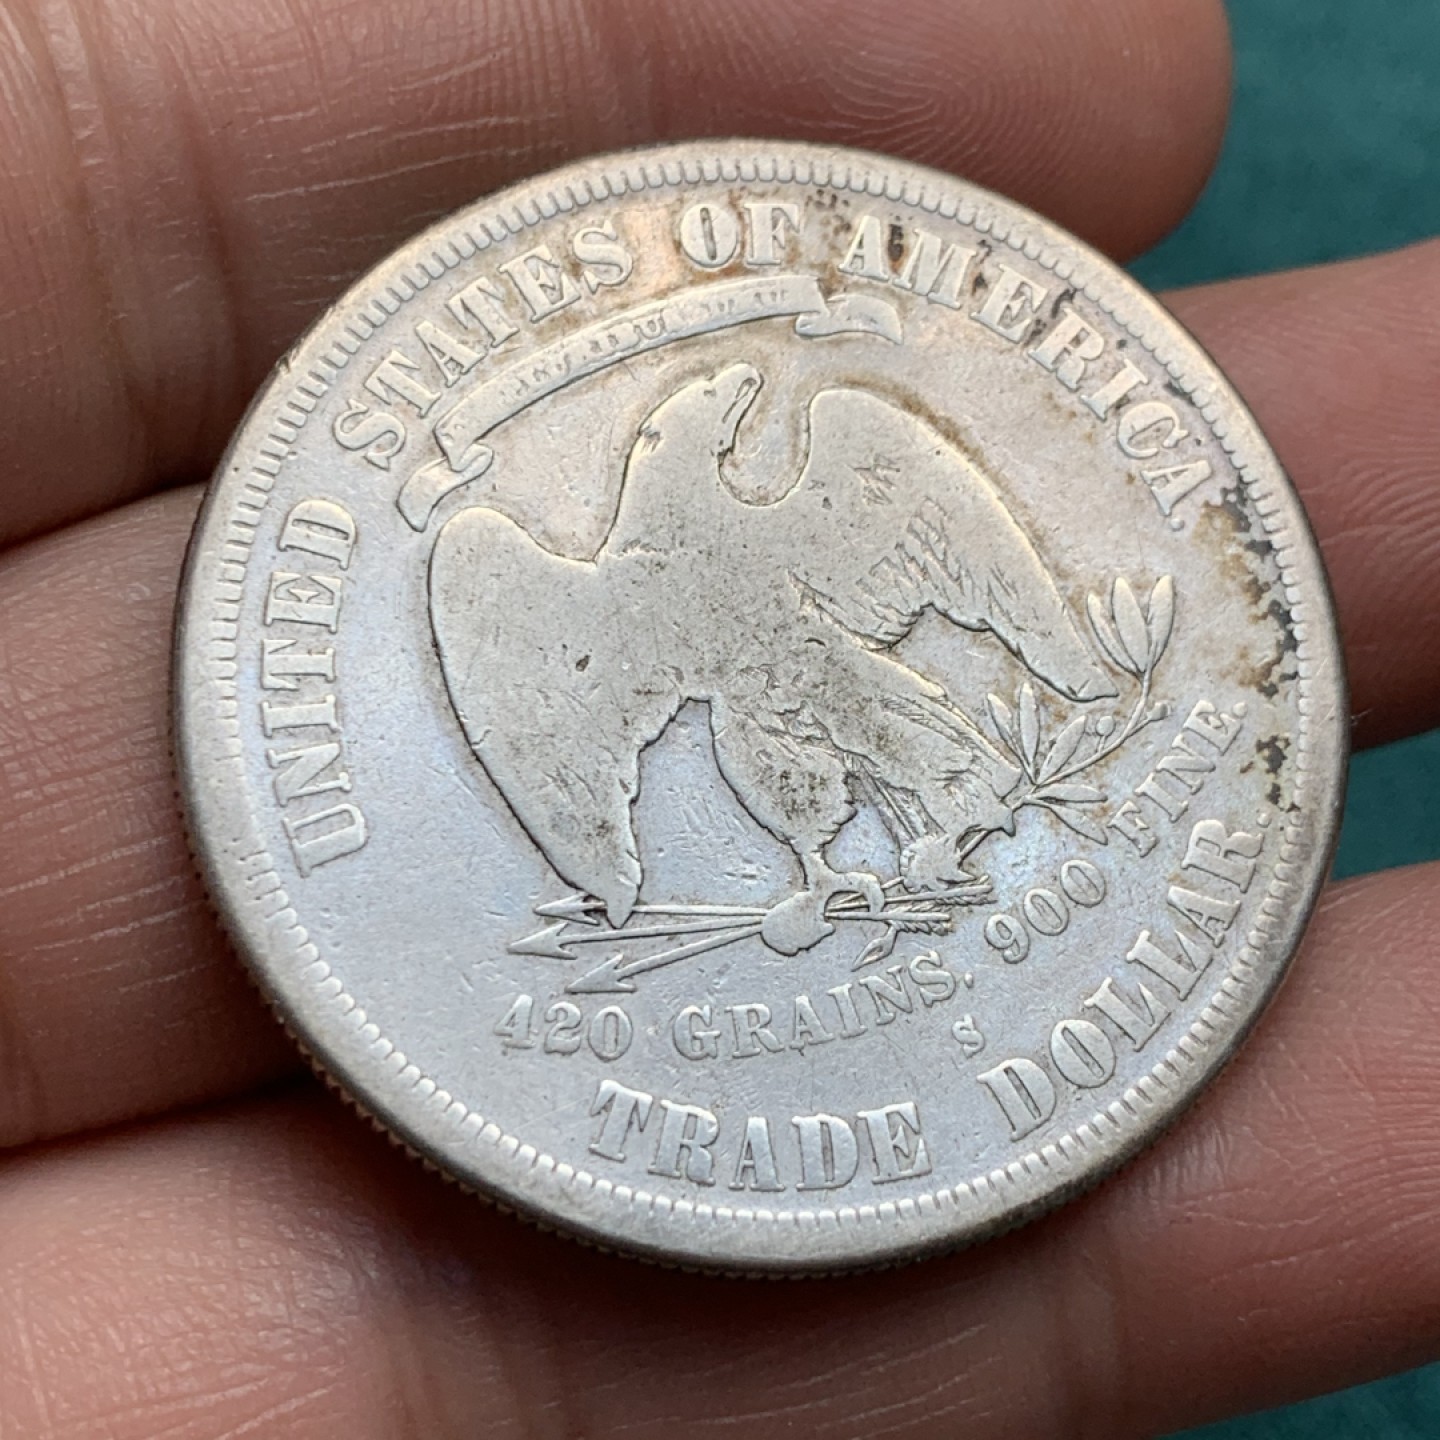 UNITED STATES OF AMERICA.
420 GRAINS. 900 FINE.
S
TRADE DOLLAR.